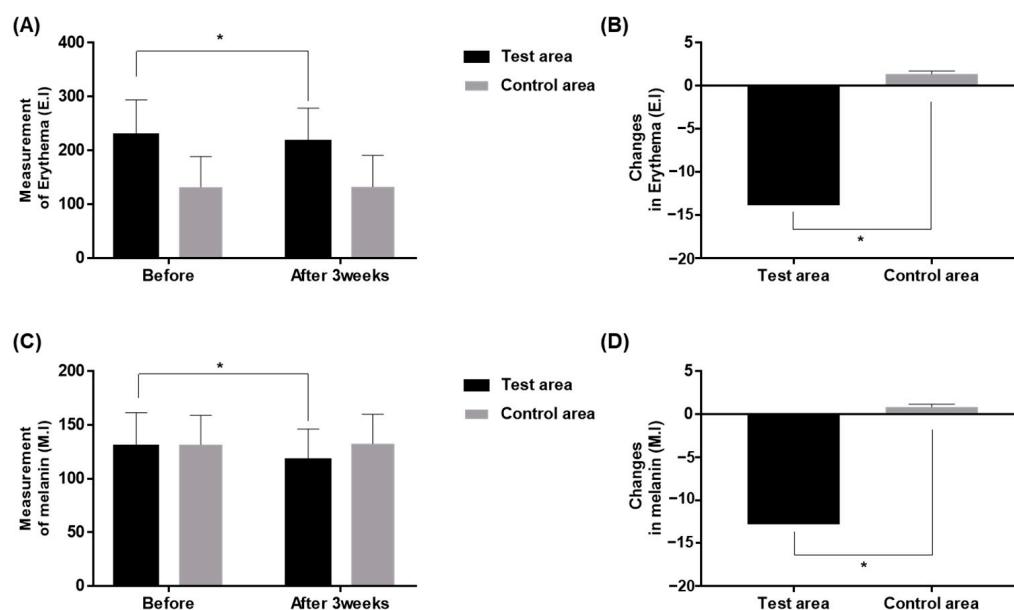 (A)
Measurement
of Erythema (E.I)
400
300
200
100
0
*
Before
After 3weeks
Test area
Control area
(B)
Changes
in Erythema (E.I)
5
0
−5
−10
−15
−20
*
Test area
Control area
(C)
Measurement
of melanin (M.I)
200
150
100
50
0
*
Before
After 3weeks
Test area
Control area
(D)
Changes
in melanin (M.I)
5
0
−5
−10
−15
−20
*
Test area
Control area